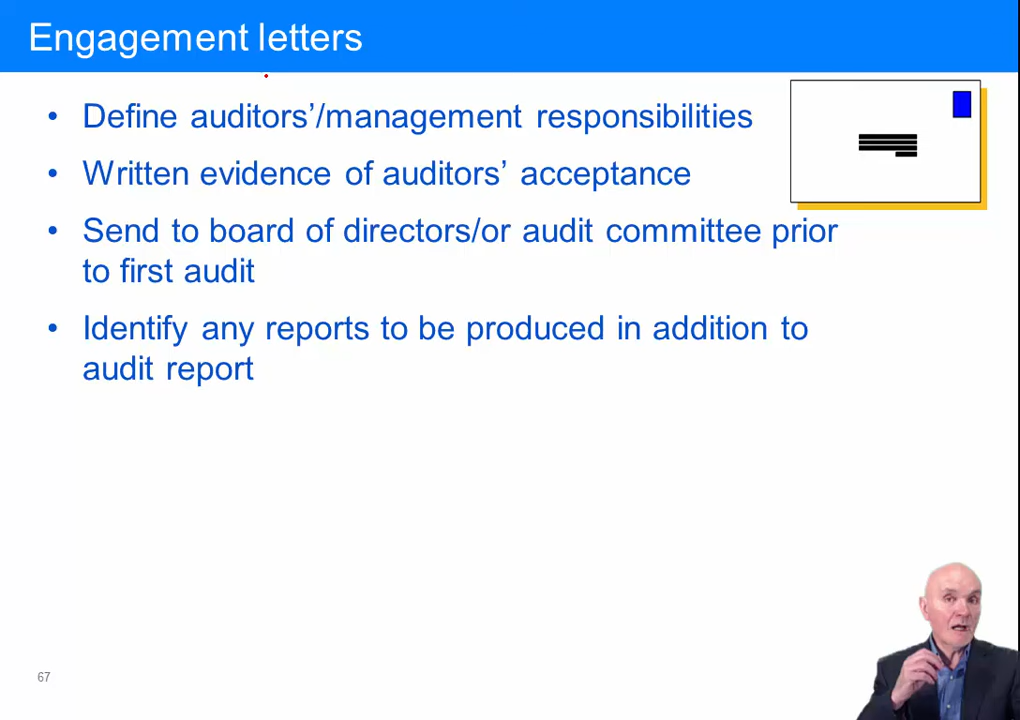 Engagement letters
• Define auditors’/management responsibilities
• Written evidence of auditors’ acceptance
• Send to board of directors/or audit committee prior
to first audit
• Identify any reports to be produced in addition to
audit report
67